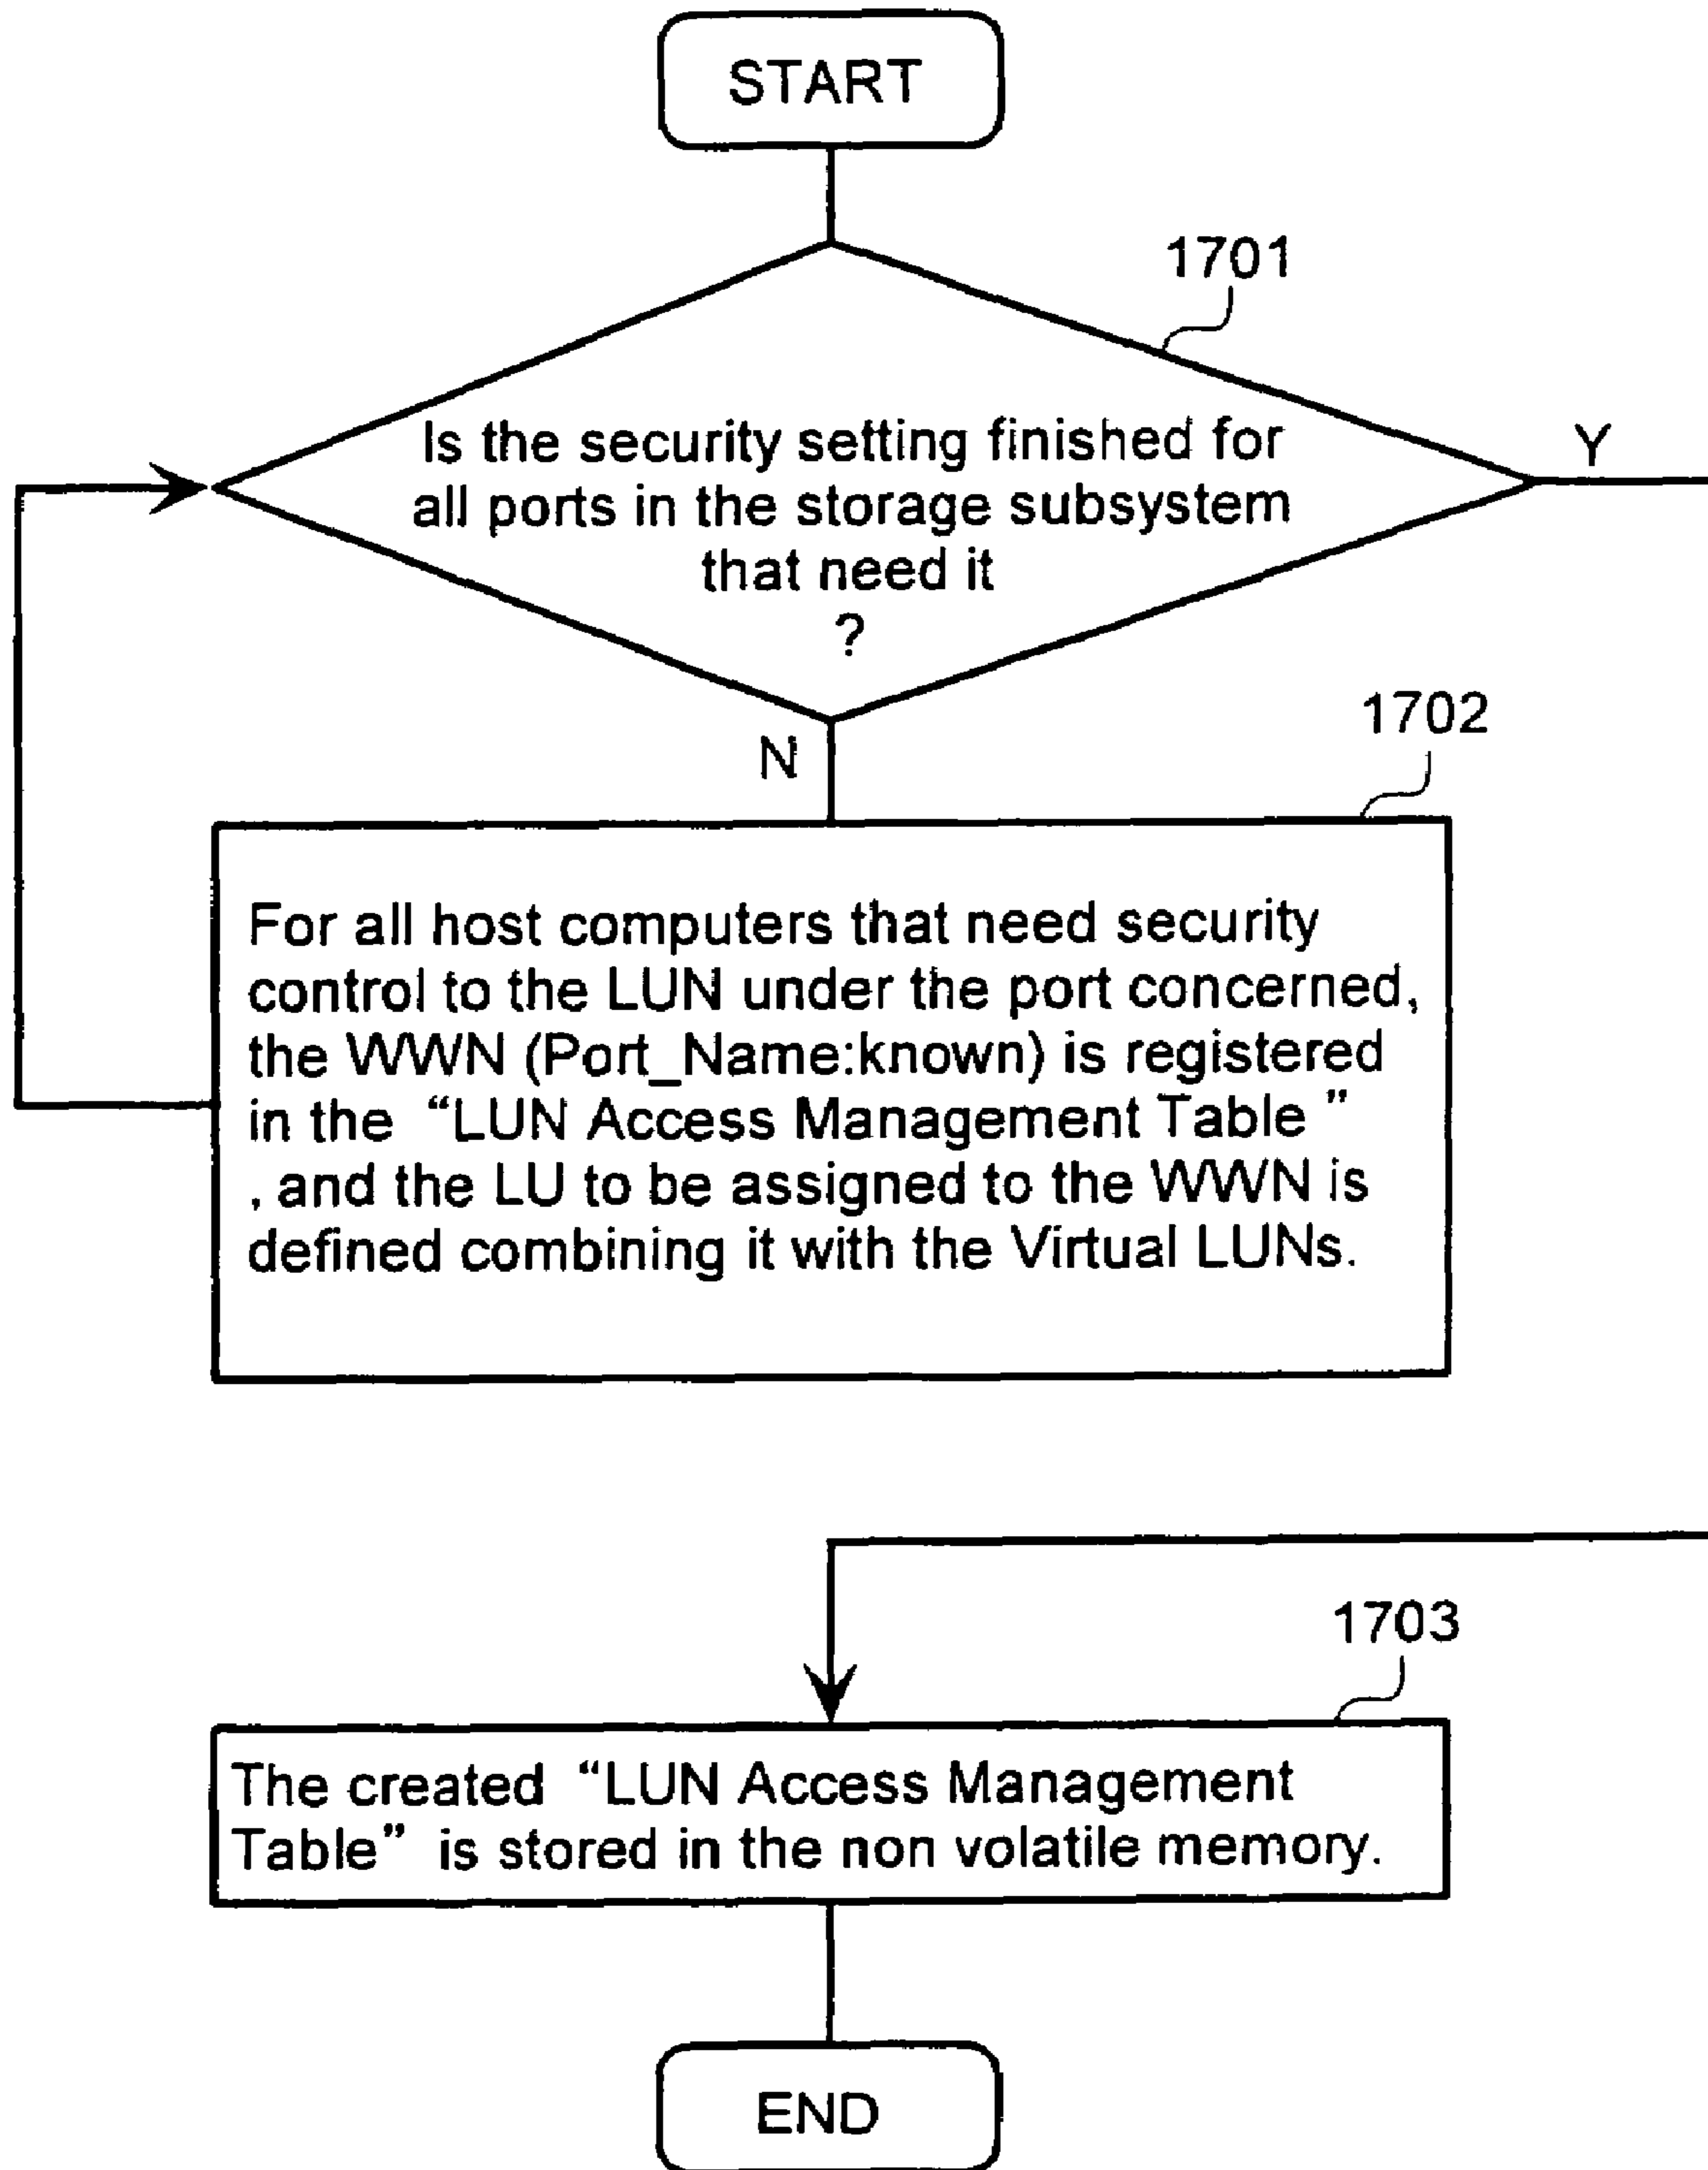 START
1701
Is the security setting finished for
all ports in the storage subsystem
that need it
?
Y
N
1702
For all host computers that need security
control to the LUN under the port concerned,
the WWN (Port_Name:known) is registered
in the “LUN Access Management Table”
, and the LU to be assigned to the WWN is
defined combining it with the Virtual LUNs.
1703
The created “LUN Access Management
Table” is stored in the non volatile memory.
END